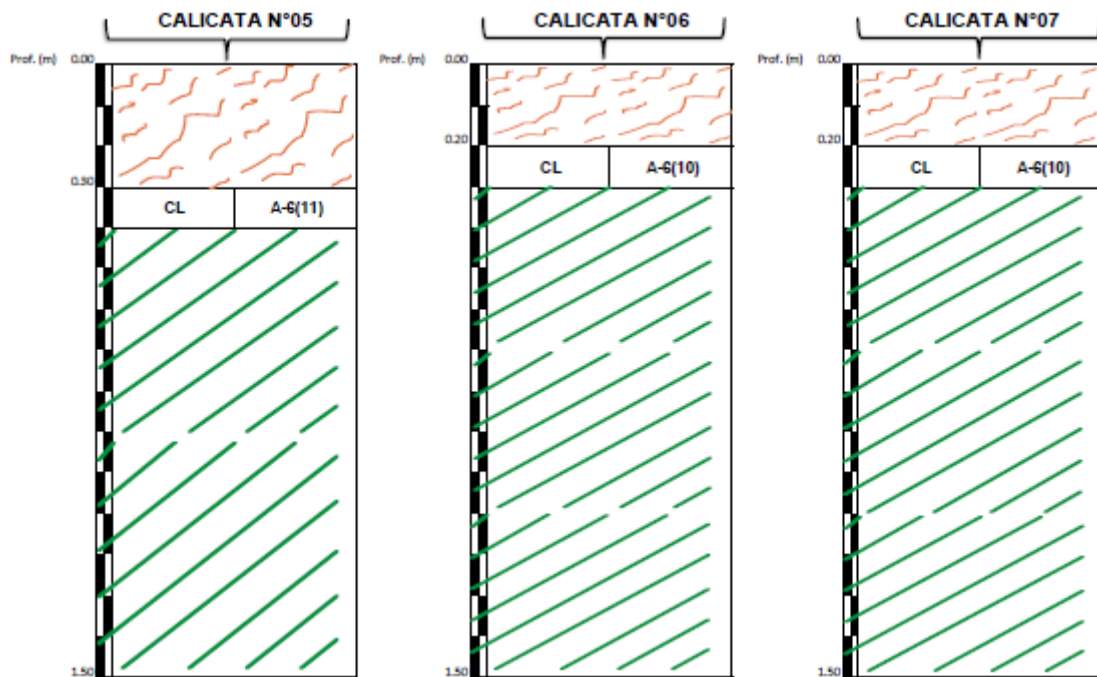 CALICATA N°05
CALICATA N°06
CALICATA N°07
Prof. (m) 0.00
Prof. (m) 0.00
Prof. (m) 0.00
0.20
0.20
0.30
CL A-6(11)
CL A-6(10)
CL A-6(10)
1.50
1.50
1.50